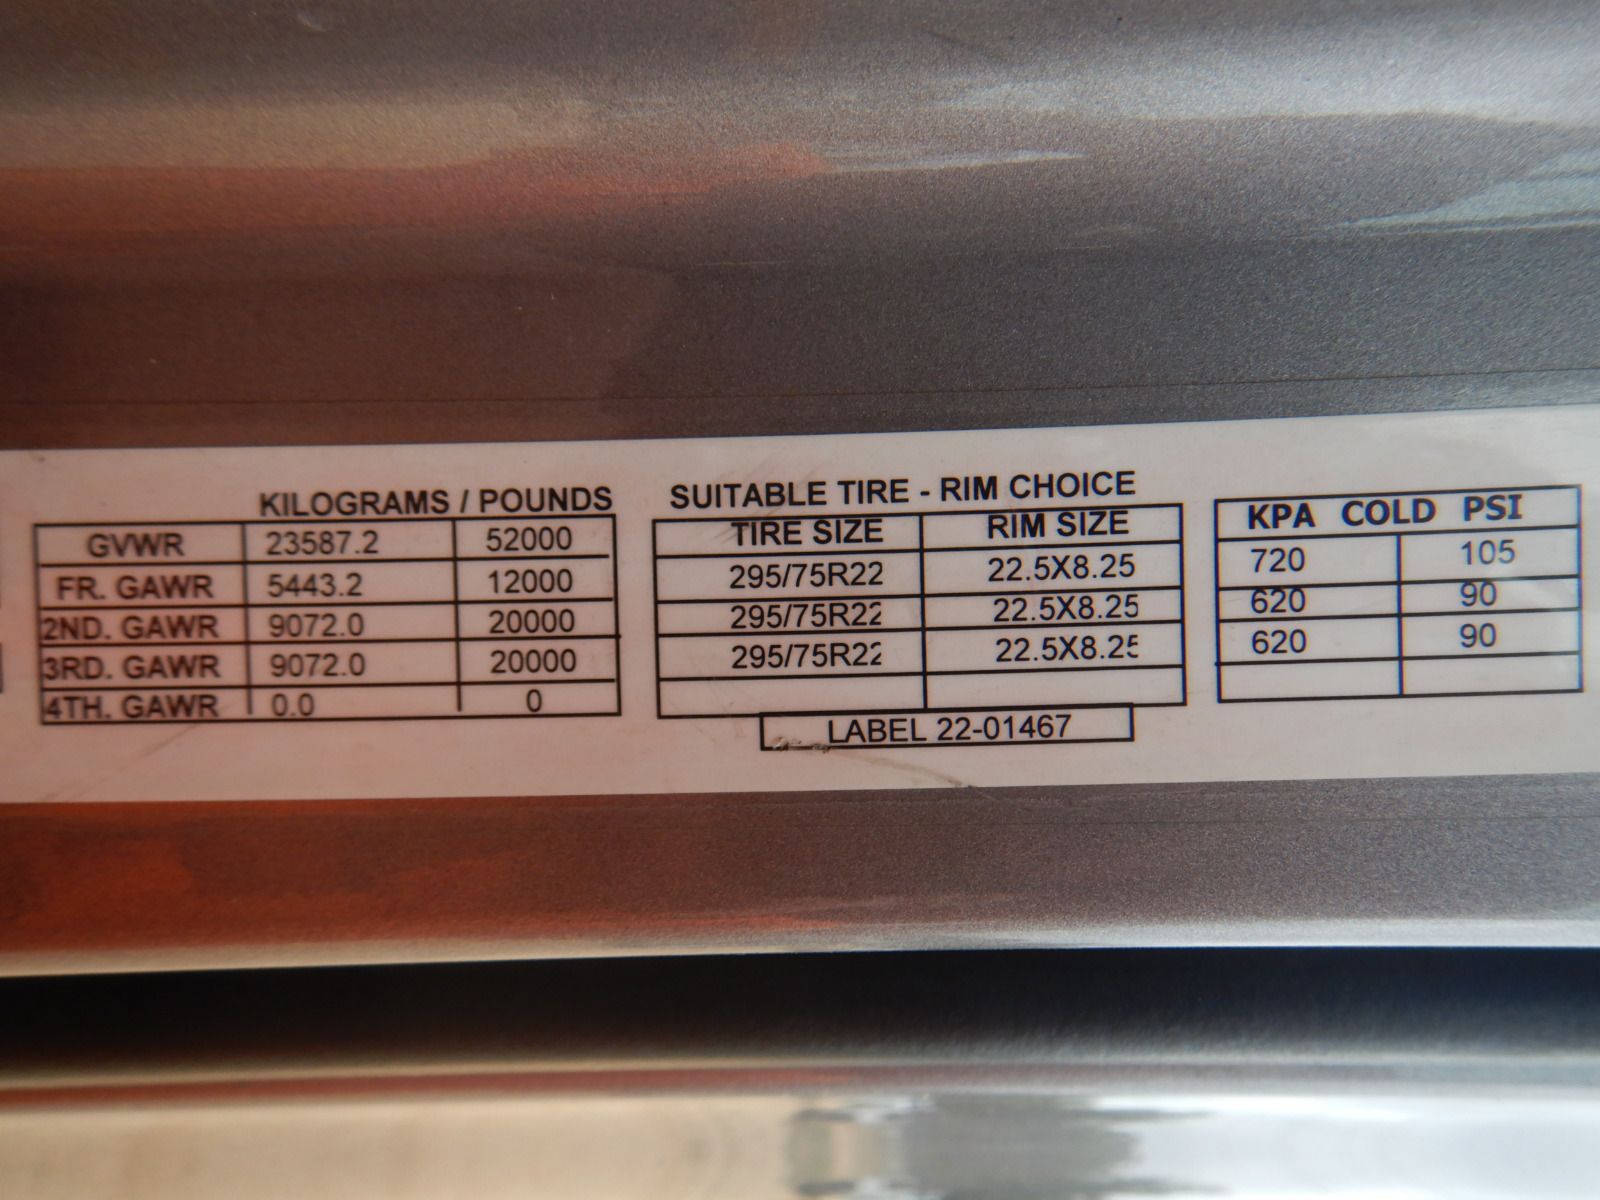 KILOGRAMS / POUNDS
GVWR 23587.2 52000
FR. GAWR 5443.2 12000
2ND. GAWR 9072.0 20000
3RD. GAWR 9072.0 20000
4TH. GAWR 0.0 0
SUITABLE TIRE - RIM CHOICE
TIRE SIZE RIM SIZE
295/75R22 22.5X8.25
295/75R22 22.5X8.25
295/75R22 22.5X8.25
LABEL 22-01467
KPA COLD PSI
720 105
620 90
620 90